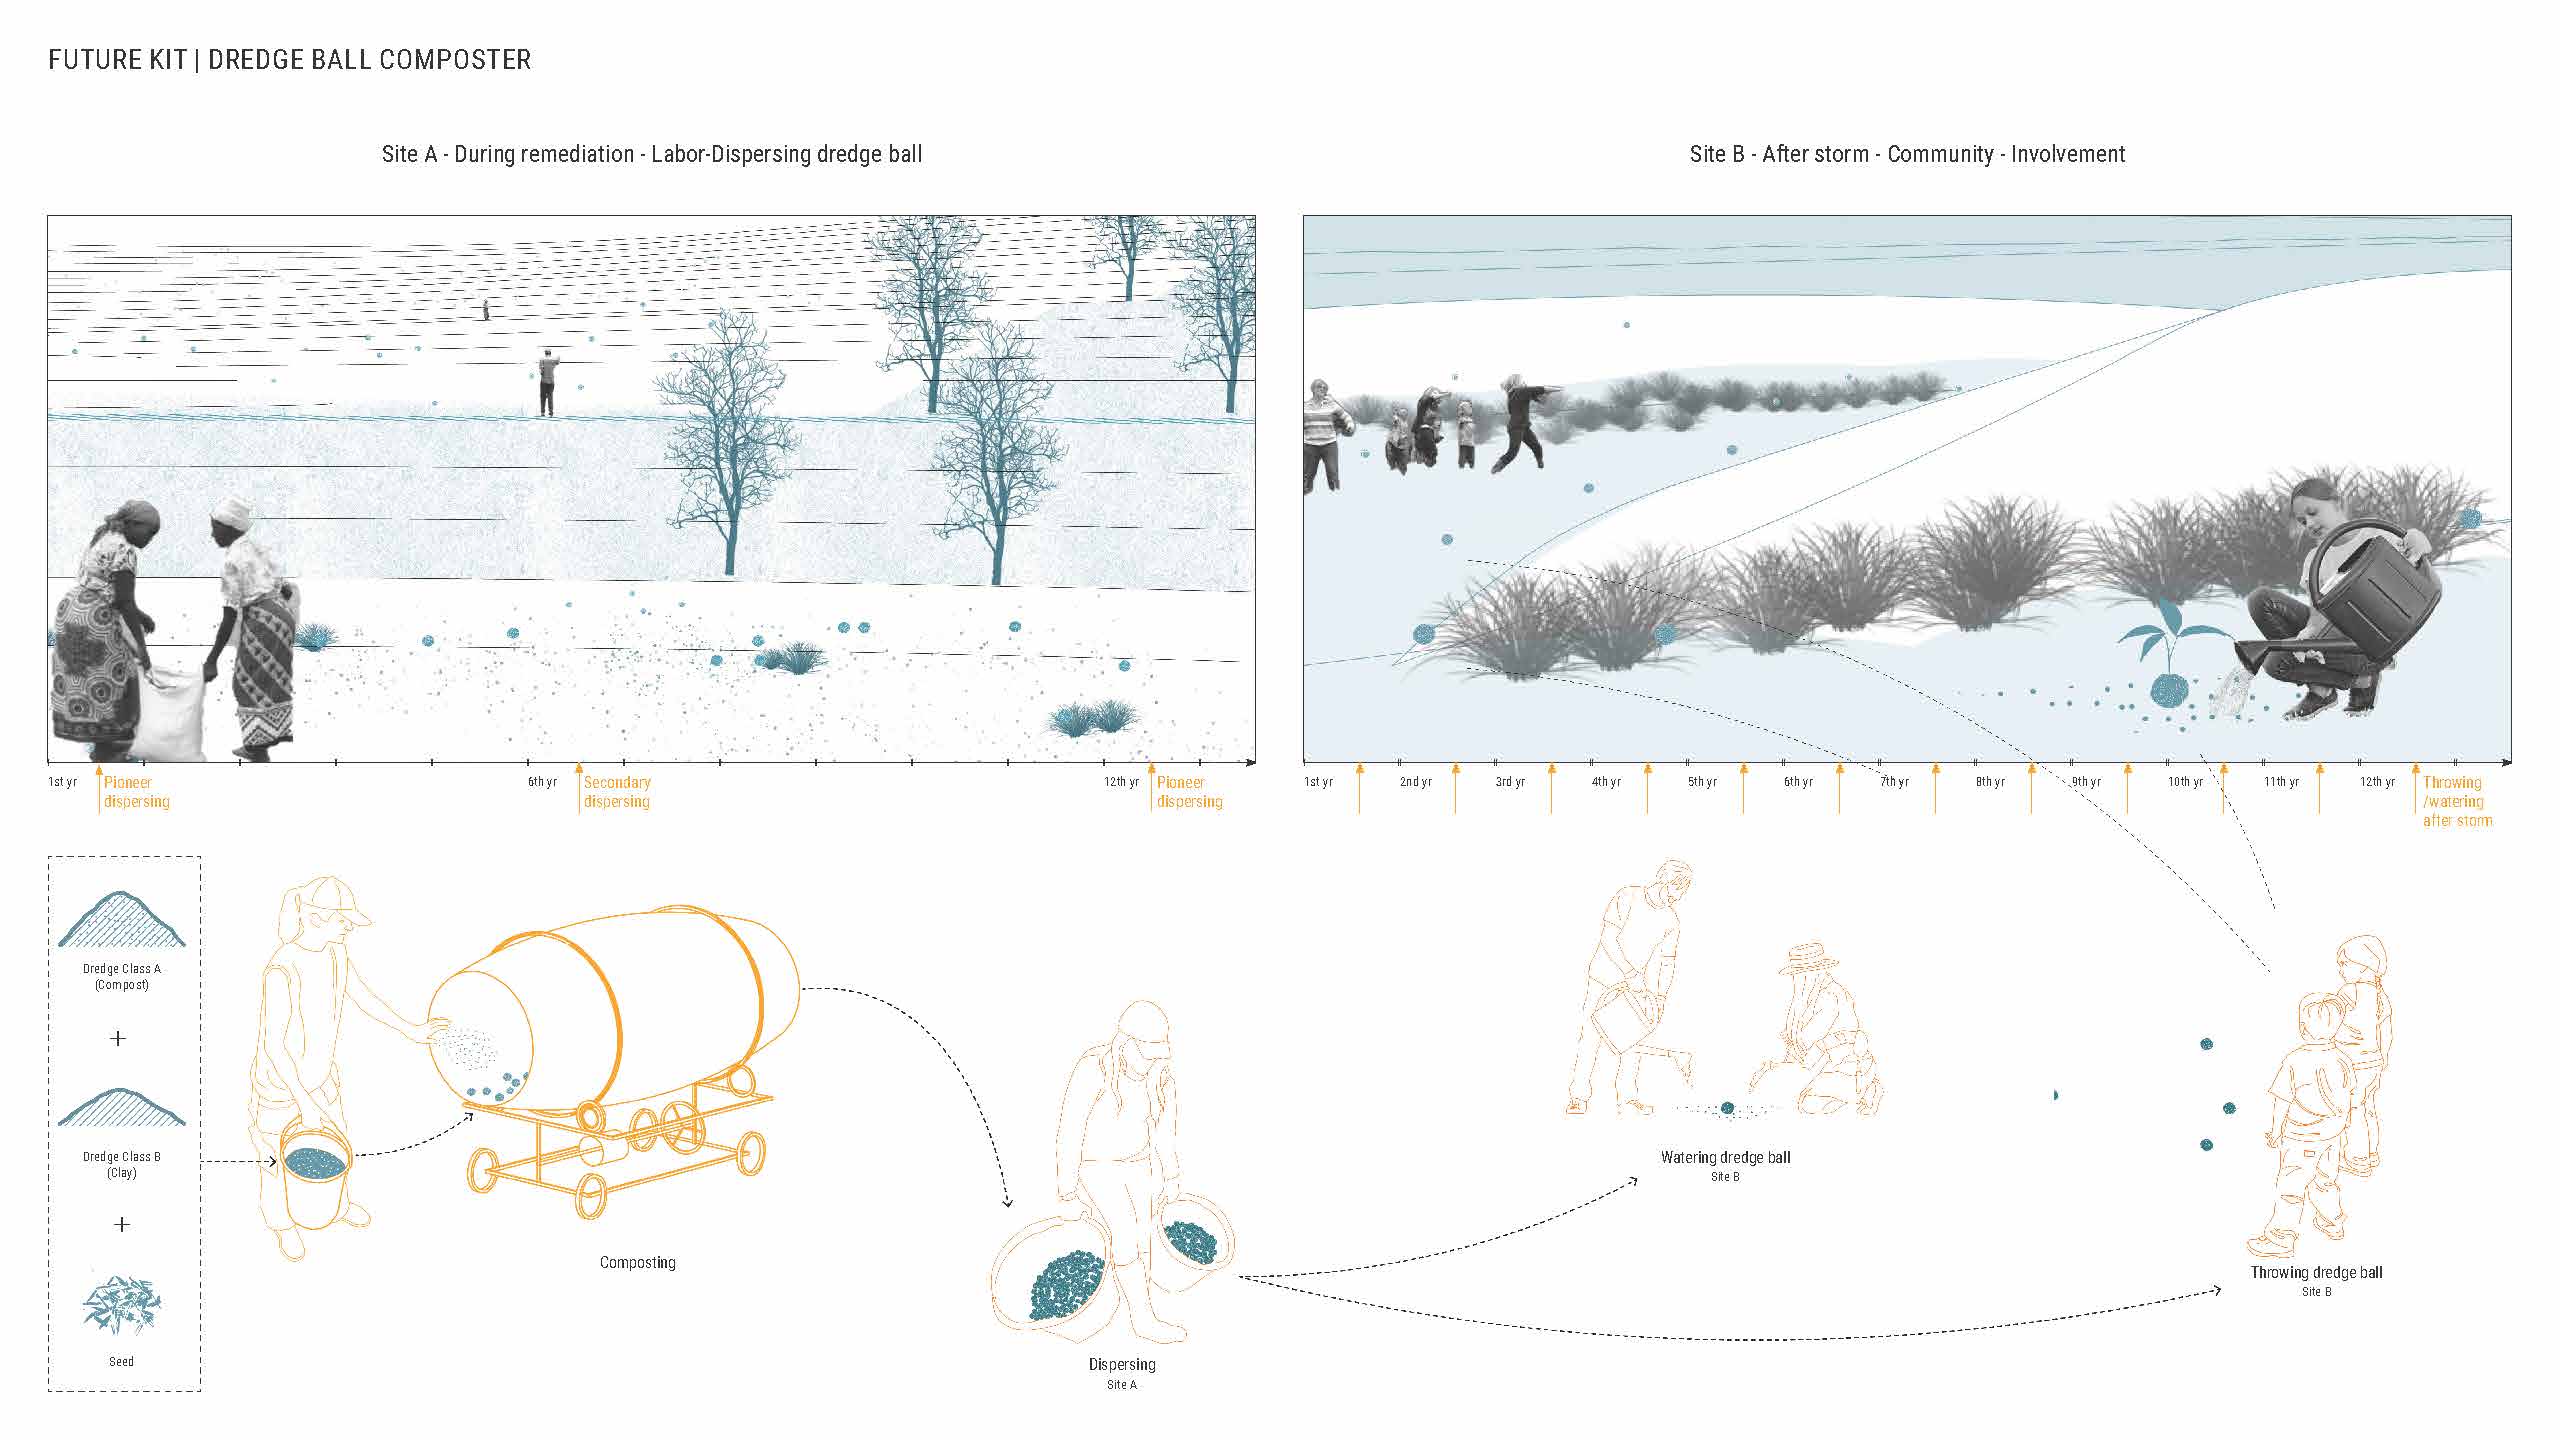 FUTURE KIT | DREDGE BALL COMPOSTER
Site A - During remediation - Labor-Dispersing dredge ball
Site B - After storm - Community - Involvement
1st yr
Pioneer
dispersing
6th yr
Secondary
dispersing
12th yr
Pioneer
dispersing
1st yr
2nd yr
3rd yr
4th yr
5th yr
6th yr
7th yr
8th yr
9th yr
10th yr
11th yr
12th yr
Throwing
/watering
after storm
Dredge Class A
(Compost)
+
Dredge Class B
(Clay)
+
Seed
Composting
Dispersing
Site A
Watering dredge ball
Site B
Throwing dredge ball
Site B